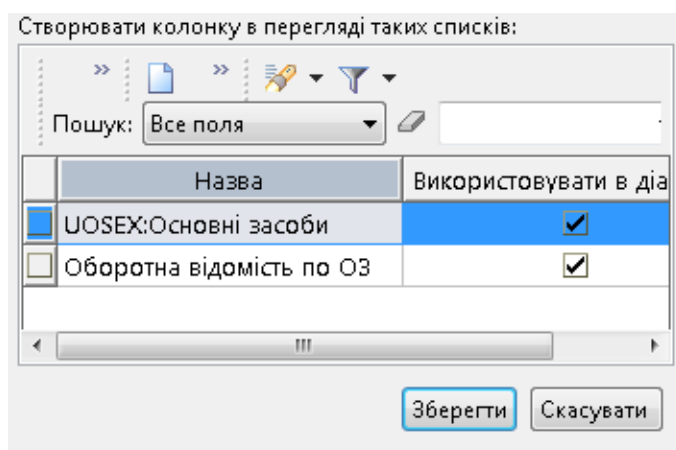 Створювати колонку в перегляді таких списків:
Пошук: Все поля
Назва Використовувати в діа
UOSEX:Основні засоби
Оборотна відомість по ОЗ
Зберегти Скасувати